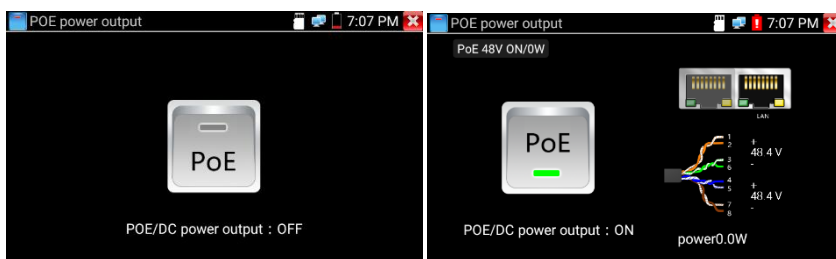 POE power output
7:07 PM
PoE
POE/DC power output : OFF
POE power output
7:07 PM
PoE 48V ON/0W
PoE
LAN
1
2
+
48 4 V
3
6
-
4
5
+
48 4 V
7
8
-
POE/DC power output : ON
power0.0W